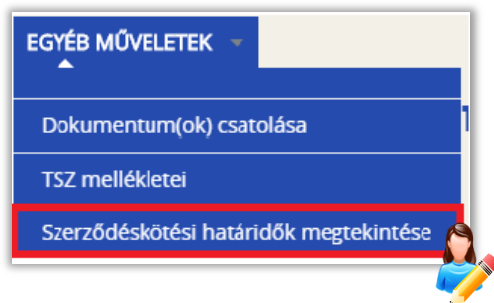 EGYÉB MŰVELETEK
Dokumentum(ok) csatolása
TSZ mellékletei
Szerződéskötési határidők megtekintése